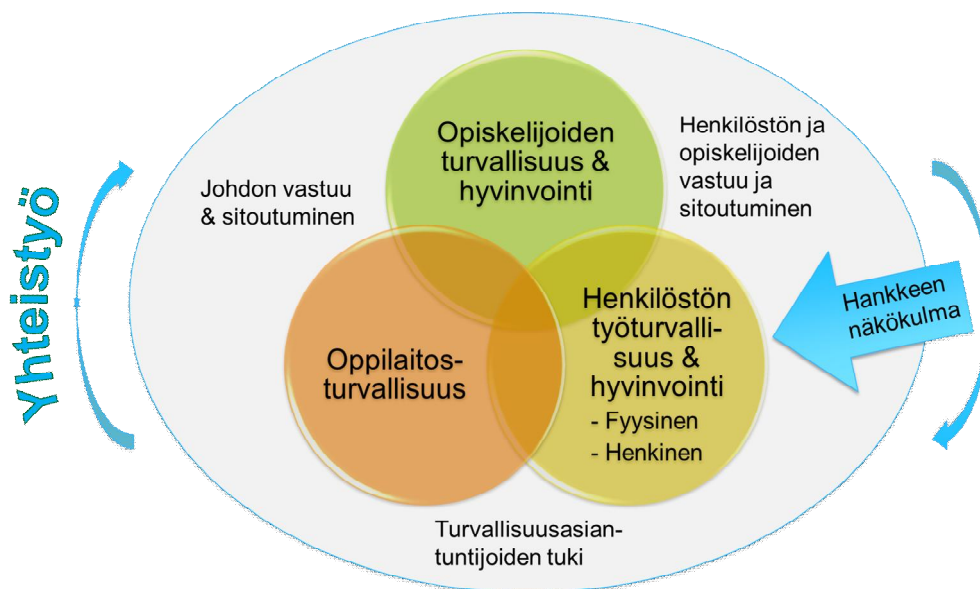 Opiskelijoiden
turvallisuus &
hyvinvointi
Henkilöstön ja
opiskelijoiden
vastuu ja
sitoutuminen
Johdon vastuu
& sitoutuminen
Yhteistyö
Hankkeen
näkökulma
Henkilöstön
työturvalli-
suus &
hyvinvointi
- Fyysinen
- Henkinen
Oppilaitos-
turvallisuus
Turvallisuusasian-
tuntijoiden tuki